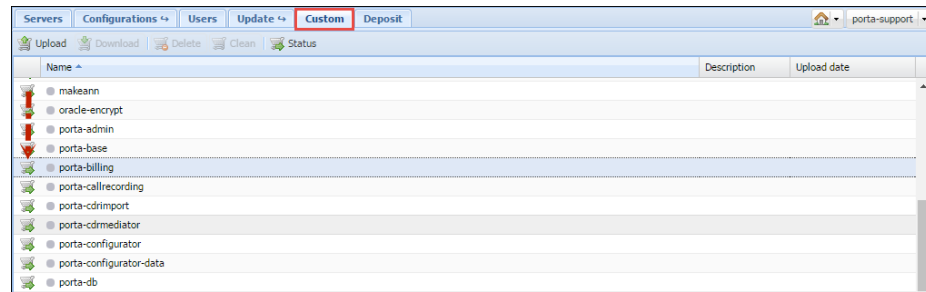 Servers Configurations ↪ Users Update ↪ Custom Deposit porta-support
Upload Download Delete Clean Status
Name Description Upload date
makeann
oracle-encrypt
porta-admin
porta-base
porta-billing
porta-callrecording
porta-cdrimport
porta-cdrmediator
porta-configurator
porta-configurator-data
porta-db